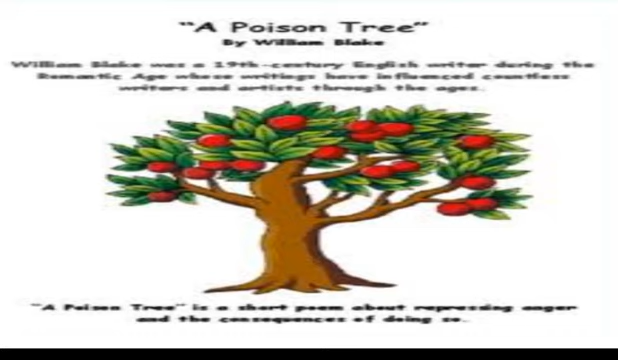 "A Poison Tree"
By William Blake
William Blake was a 19th-century English writer during the
Romantic Age whose writings have influenced countless
writers and artists through the ages.
"A Poison Tree" is a short poem about repressing anger
and the consequences of doing so.